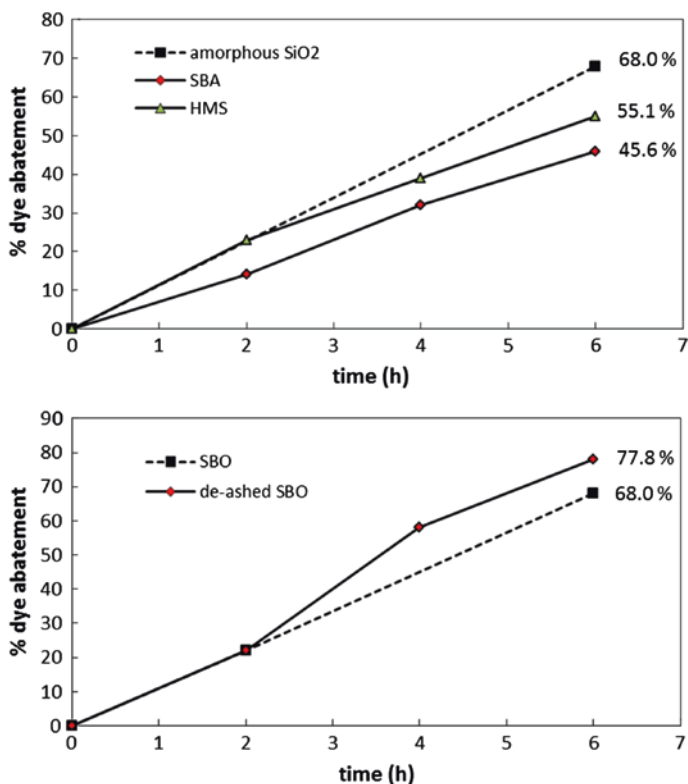 80
70
60
50
40
30
20
10
0
% dye abatement
amorphous SiO2
SBA
HMS
68.0 %
55.1 %
45.6 %
0 1 2 3 4 5 6 7
time (h)
90
80
70
60
50
40
30
20
10
0
% dye abatement
SBO
de-ashed SBO
77.8 %
68.0 %
0 1 2 3 4 5 6 7
time (h)